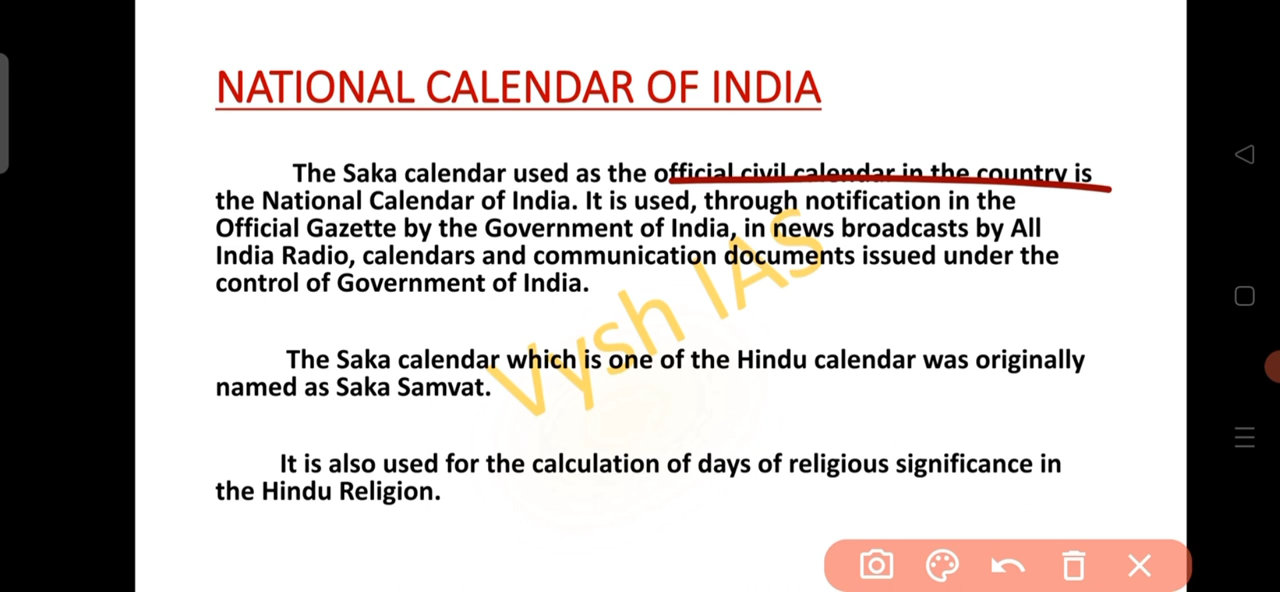 NATIONAL CALENDAR OF INDIA
The Saka calendar used as the official civil calendar in the country is
the National Calendar of India. It is used, through notification in the
Official Gazette by the Government of India, in news broadcasts by All
India Radio, calendars and communication documents issued under the
control of Government of India.
The Saka calendar which is one of the Hindu calendar was originally
named as Saka Samvat.
It is also used for the calculation of days of religious significance in
the Hindu Religion.
Vysh IAS